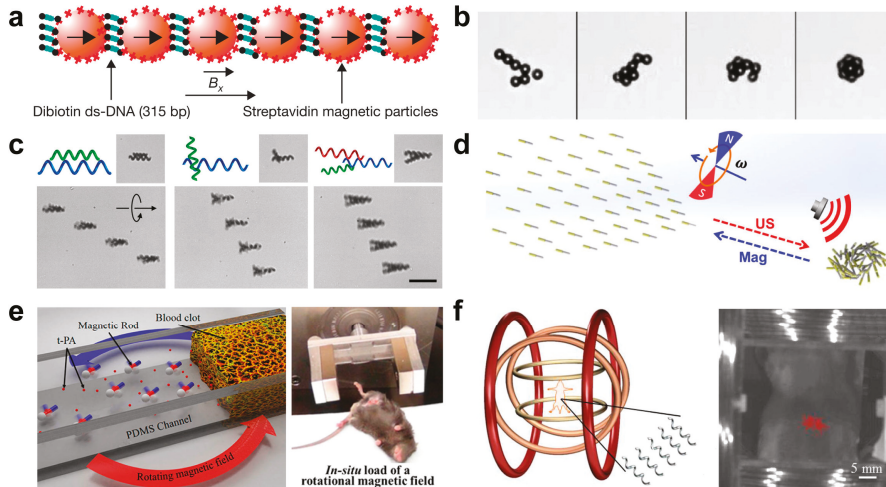 a
Bx
Dibiotin ds-DNA (315 bp)
Streptavidin magnetic particles
b
c
d
N
S
ω
US
Mag
e
Blood clot
Magnetic Rod
t-PA
PDMS Channel
Rotating magnetic field
In-situ load of a
rotational magnetic field
f
5 mm